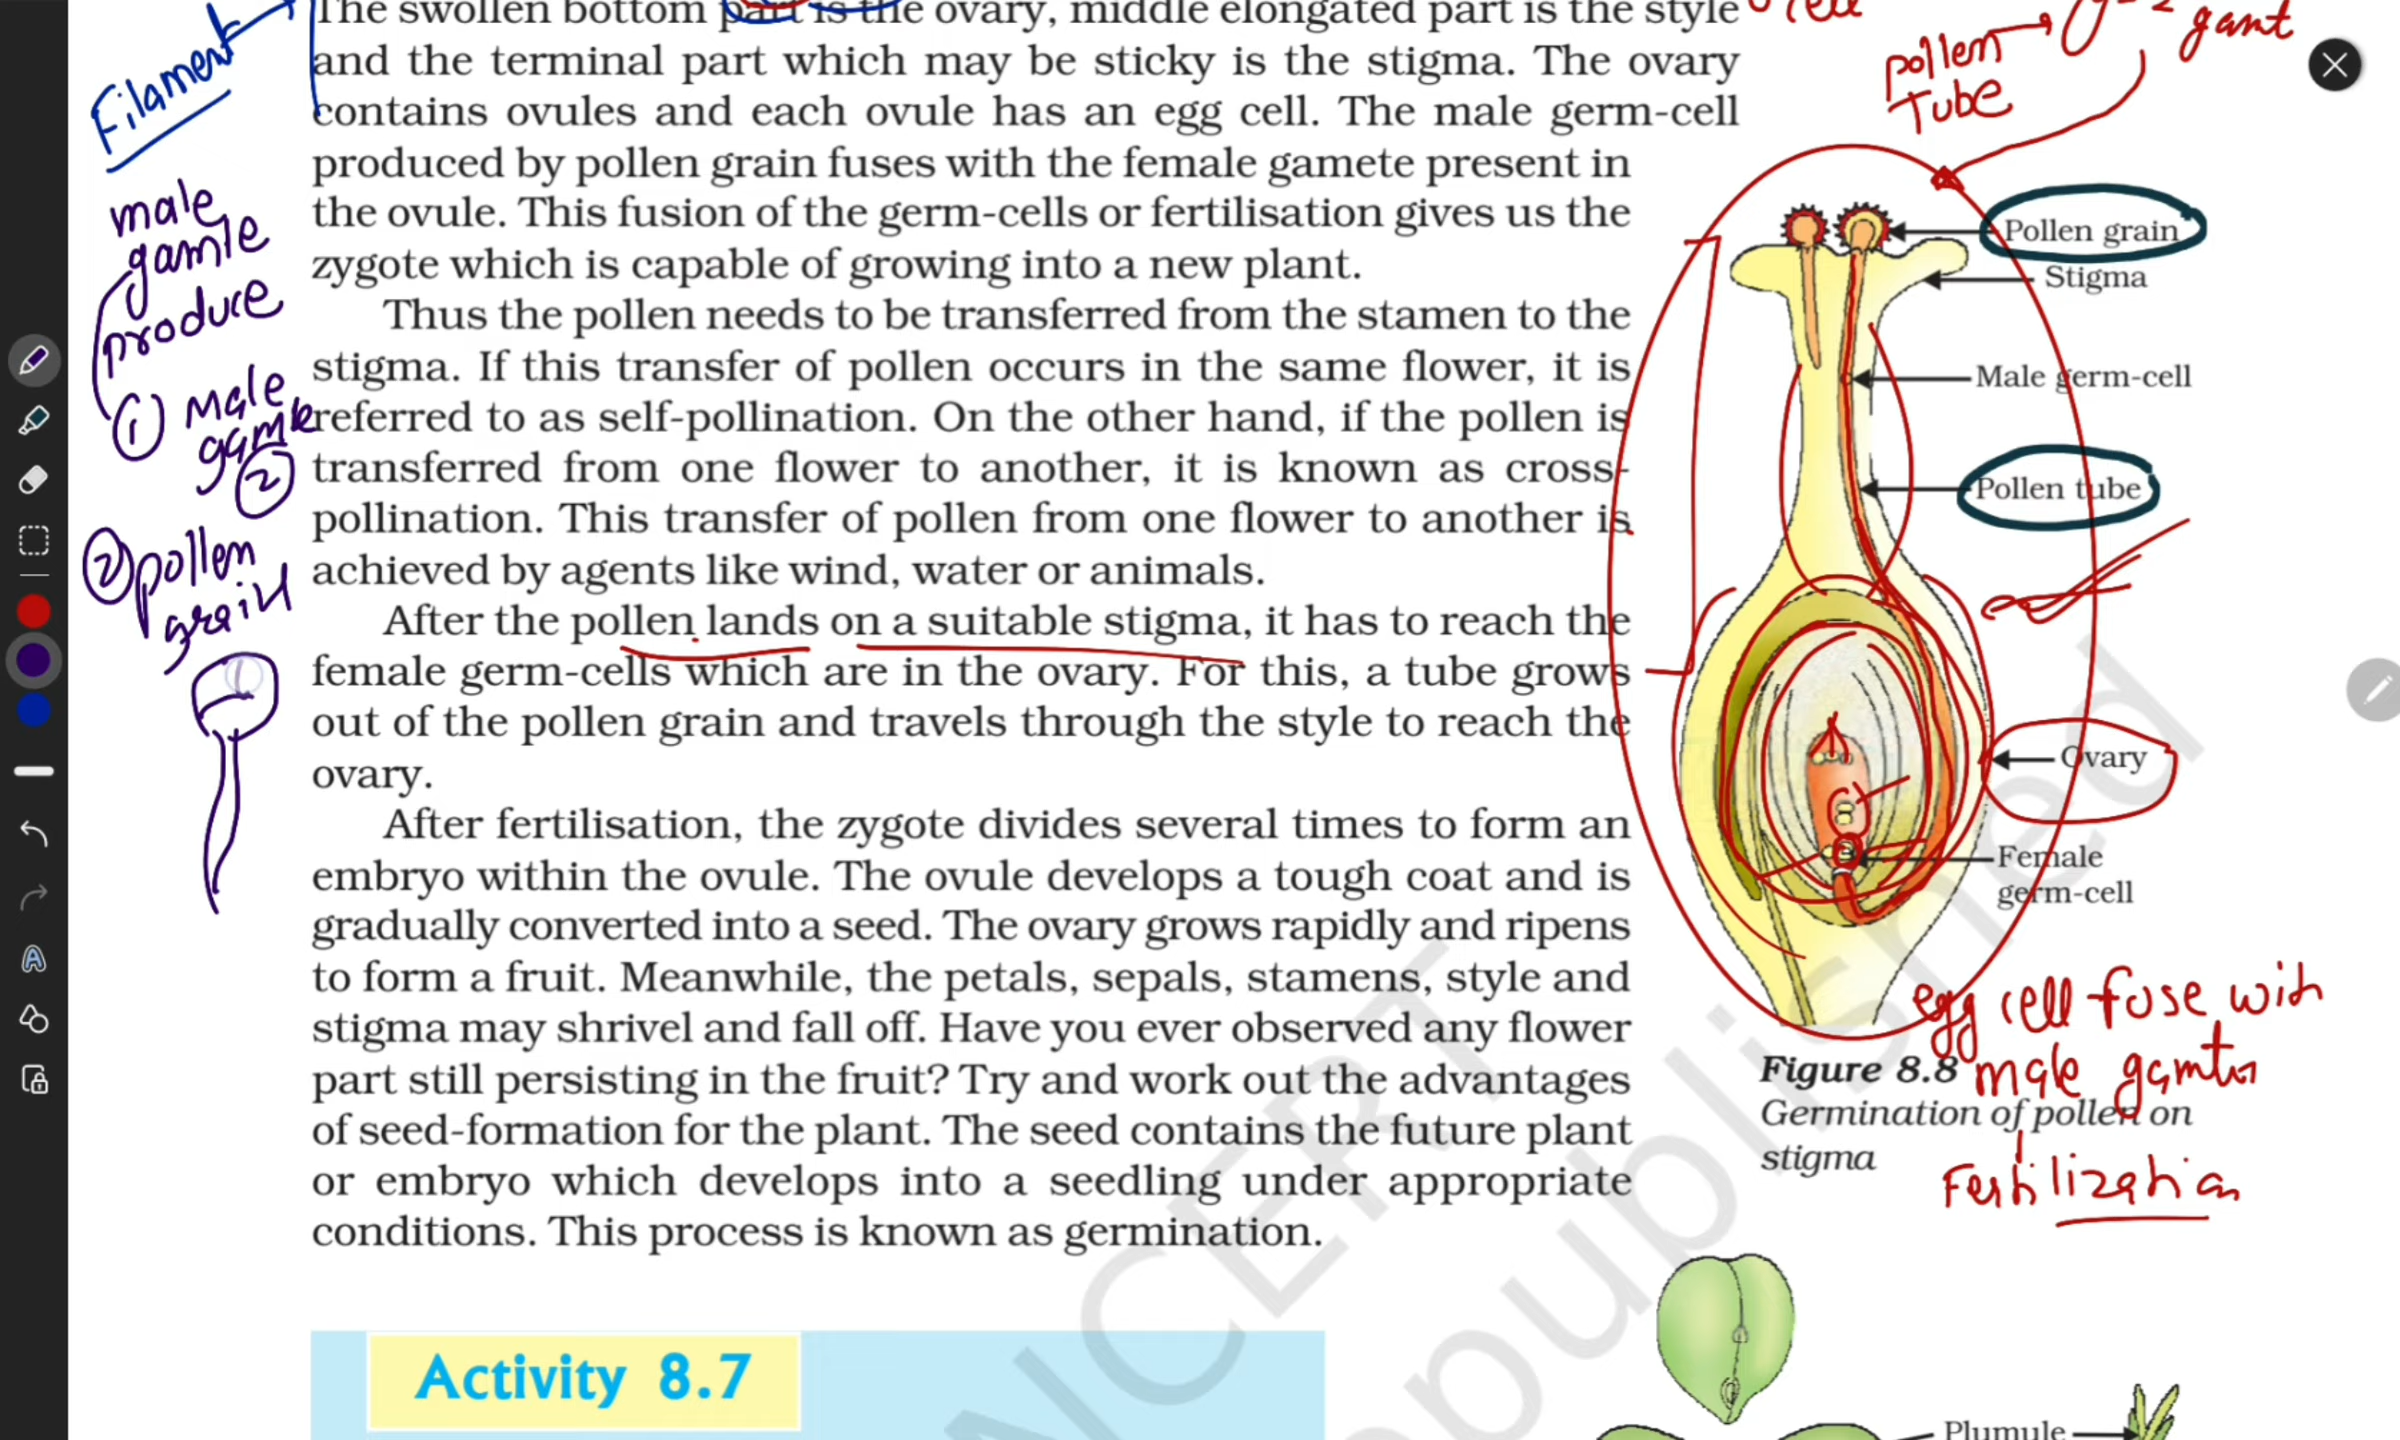 The swollen bottom part is the ovary, middle elongated part is the style
and the terminal part which may be sticky is the stigma. The ovary
contains ovules and each ovule has an egg cell. The male germ-cell
produced by pollen grain fuses with the female gamete present in
the ovule. This fusion of the germ-cells or fertilisation gives us the
zygote which is capable of growing into a new plant.
Thus the pollen needs to be transferred from the stamen to the
stigma. If this transfer of pollen occurs in the same flower, it is
referred to as self-pollination. On the other hand, if the pollen is
transferred from one flower to another, it is known as cross-
pollination. This transfer of pollen from one flower to another is
achieved by agents like wind, water or animals.
After the pollen lands on a suitable stigma, it has to reach the
female germ-cells which are in the ovary. For this, a tube grows
out of the pollen grain and travels through the style to reach the
ovary.
After fertilisation, the zygote divides several times to form an
embryo within the ovule. The ovule develops a tough coat and is
gradually converted into a seed. The ovary grows rapidly and ripens
to form a fruit. Meanwhile, the petals, sepals, stamens, style and
stigma may shrivel and fall off. Have you ever observed any flower
part still persisting in the fruit? Try and work out the advantages
of seed-formation for the plant. The seed contains the future plant
or embryo which develops into a seedling under appropriate
conditions. This process is known as germination.
Activity 8.7
Filament
male
gamle
produce
① Male
②
② pollen
grain
pollen
Tube
Pollen grain
Stigma
Male germ-cell
Pollen tube
Ovary
Female
germ-cell
egg cell fuse with
male
Figure 8.8
Germination of pollen on
stigma
Fertilization
Plumule
NCERT
republished